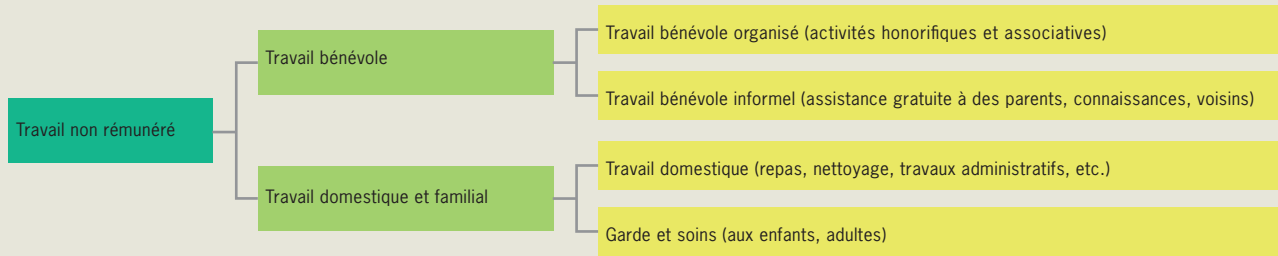 Travail non rémunéré
Travail bénévole
Travail bénévole organisé (activités honorifiques et associatives)
Travail bénévole informel (assistance gratuite à des parents, connaissances, voisins)
Travail domestique et familial
Travail domestique (repas, nettoyage, travaux administratifs, etc.)
Garde et soins (aux enfants, adultes)